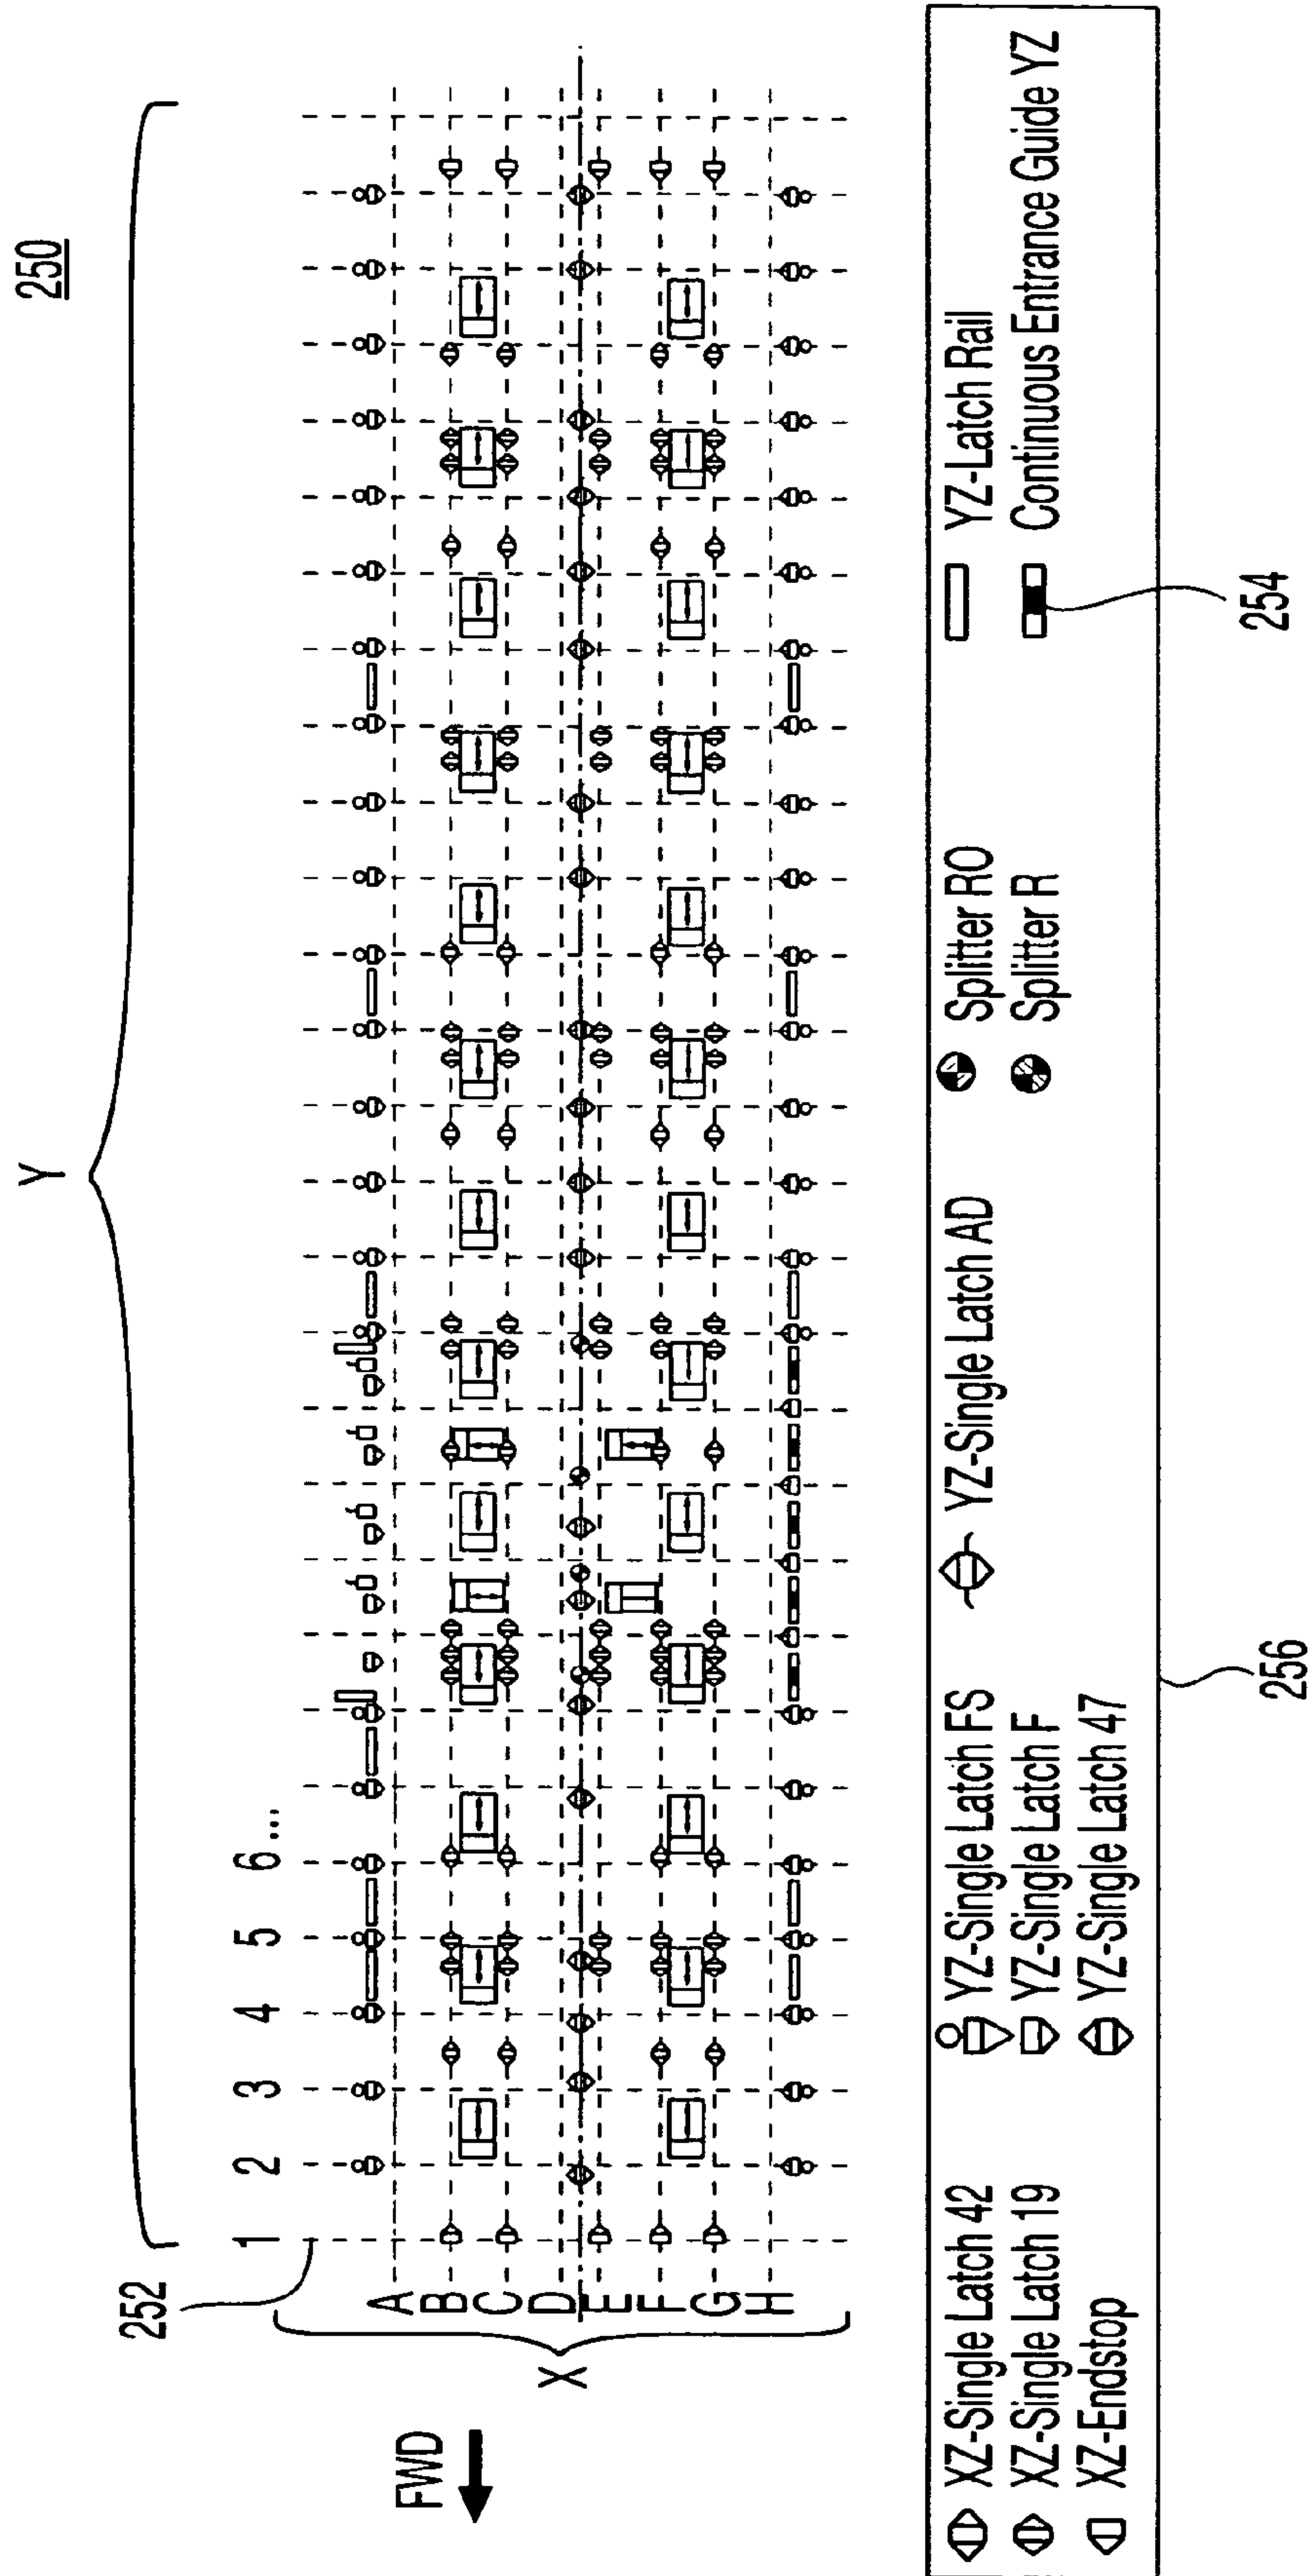 250
Y
1 2 3 4 5 6 ...
252
A
B
C
D
E
F
G
H
X
FWD
XZ-Single Latch 42
XZ-Single Latch 19
XZ-Endstop
YZ-Single Latch FS
YZ-Single Latch F
YZ-Single Latch 47
YZ-Single Latch AD
Splitter RO
Splitter R
YZ-Latch Rail
Continuous Entrance Guide YZ
254
256